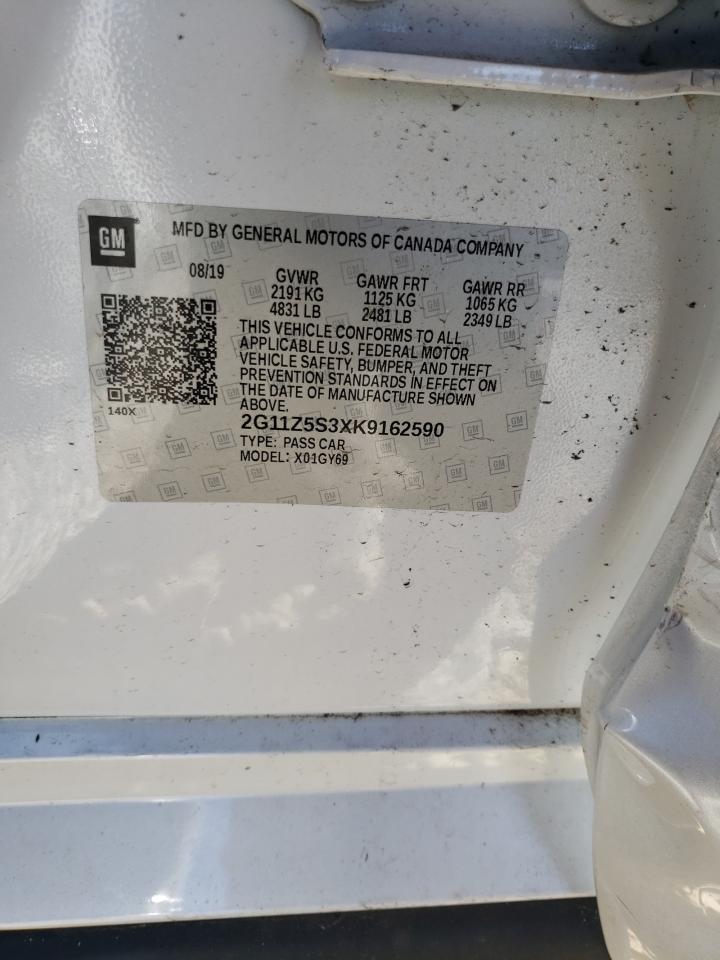 GM
MFD BY GENERAL MOTORS OF CANADA COMPANY
08/19 GVWR GAWR FRT GAWR RR
2191 KG 1125 KG 1065 KG
4831 LB 2481 LB 2349 LB
THIS VEHICLE CONFORMS TO ALL
APPLICABLE U.S. FEDERAL MOTOR
VEHICLE SAFETY, BUMPER, AND THEFT
PREVENTION STANDARDS IN EFFECT ON
THE DATE OF MANUFACTURE SHOWN
ABOVE.
140X
2G11Z5S3XK9162590
TYPE: PASS CAR
MODEL: X01GY69